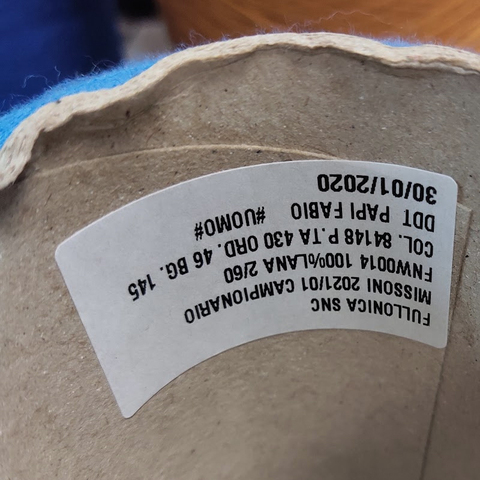 FULLONICA SNC
MISSONI 2021/01 CAMPIONARIO
FNW0014 100%LANA 2/60
COL. 84148 P.TA 430 ORD. 46 BG. 145
DDT PAPI FABIO #UOMO#
30/01/2020